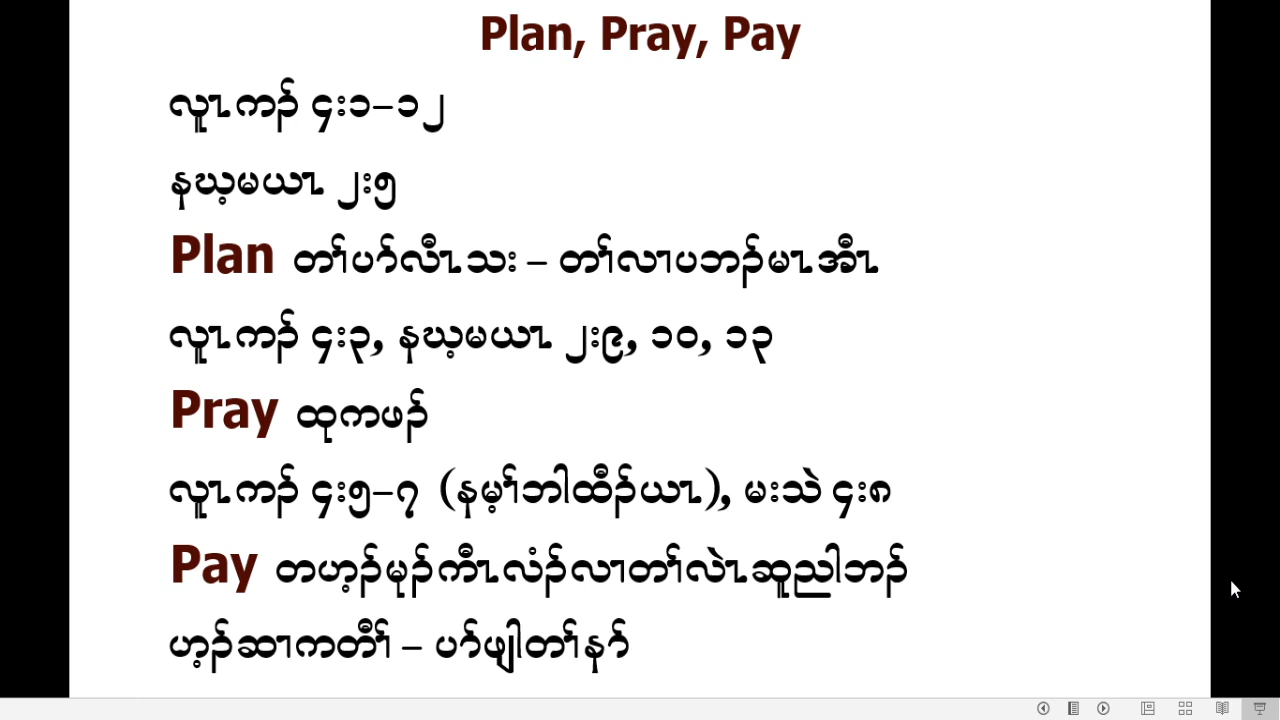 Plan, Pray, Pay
လူၤကၣ် ၄း၁–၁၂
နဃ့မယၤ ၂း၅
Plan တၢ်ပာ်လီၤသး – တၢ်လၢပဘၣ်မၤအီၤ
လူၤကၣ် ၄း၃, နဃ့မယၤ ၂း၉, ၁၀, ၁၃
Pray ထုကဖၣ်
လူၤကၣ် ၄း၅–၇ (နမ့ၢ်ဘါထီၣ်ယၤ), မးသဲ ၄း၈
Pay တဟ့ၣ်မုၣ်ကီၤလံၣ်လၢတၢ်လဲၤဆူညါဘၣ်
ဟ့ၣ်ဆၢကတီၢ် – ပာ်ဖျါတၢ်နာ်